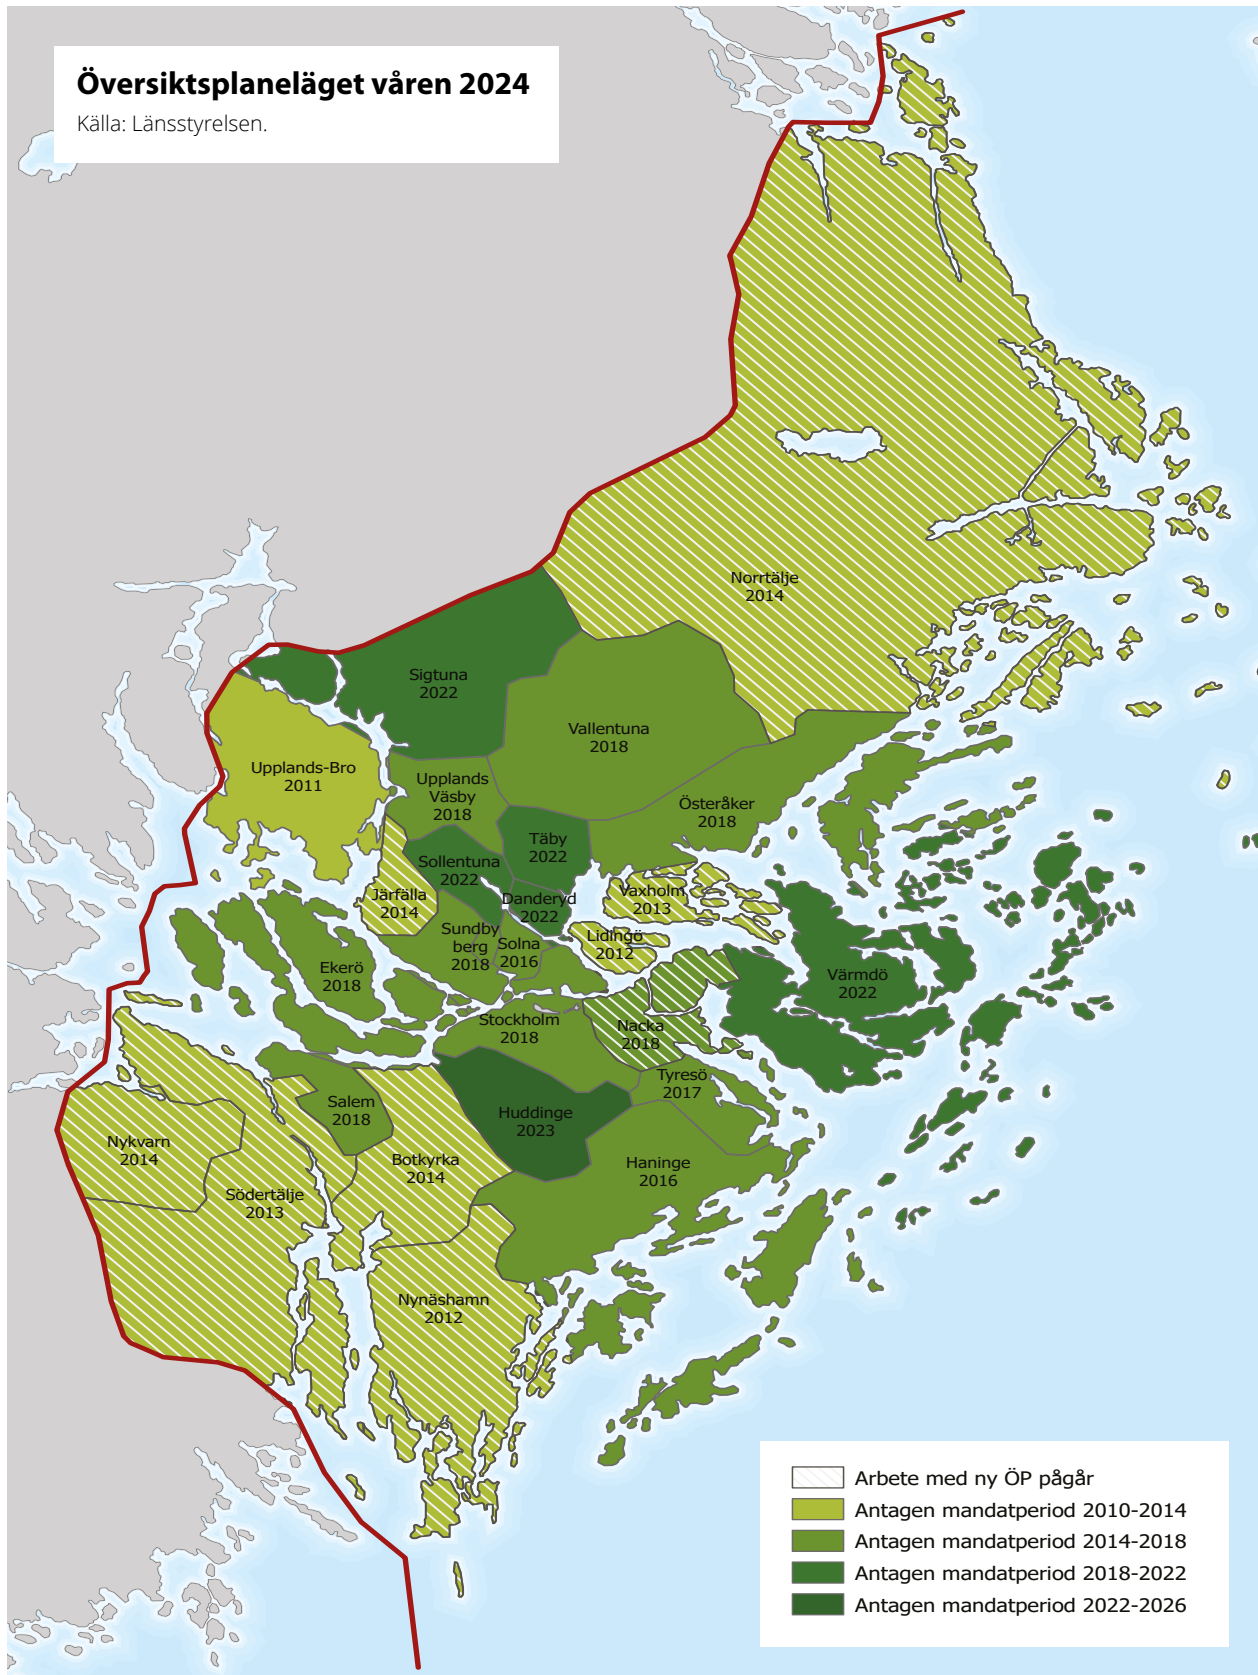 Översiktsplaneläget våren 2024
Källa: Länsstyrelsen.
Norrtälje
2014
Sigtuna
2022
Vallentuna
2018
Upplands-Bro
2011
Upplands
Väsby
2018
Österåker
2018
Täby
2022
Sollentuna
2022
Järfälla
2014
Danderyd
2022
Vaxholm
2013
Sundby
berg
2018
Solna
2016
Lidingö
2012
Ekerö
2018
Värmdö
2022
Stockholm
2018
Nacka
2018
Tyresö
2017
Salem
2018
Huddinge
2023
Nykvarn
2014
Botkyrka
2014
Haninge
2016
Södertälje
2013
Nynäshamn
2012
Arbete med ny ÖP pågår
Antagen mandatperiod 2010-2014
Antagen mandatperiod 2014-2018
Antagen mandatperiod 2018-2022
Antagen mandatperiod 2022-2026